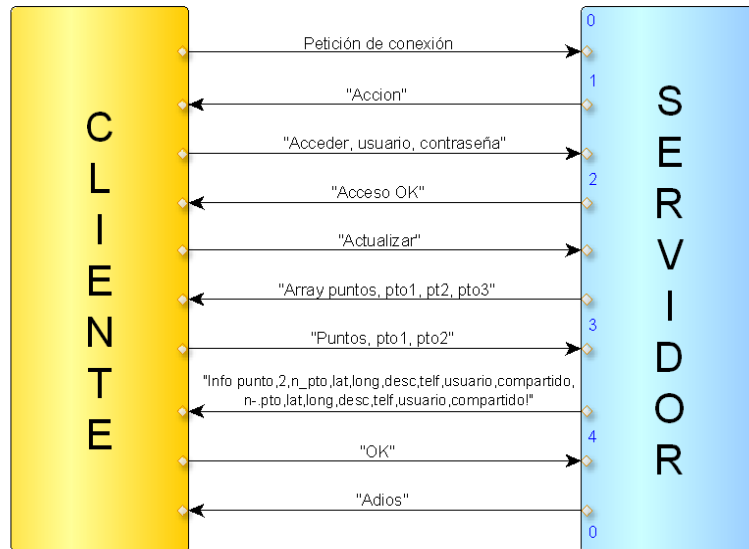 CLIENTE
SERVIDOR
0
Petición de conexión
1
"Accion"
"Acceder, usuario, contraseña"
2
"Acceso OK"
"Actualizar"
"Array puntos, pto1, pt2, pto3"
3
"Puntos, pto1, pto2"
"Info punto,2,n_pto,lat,long,desc,telf,usuario,compartido,
n-.pto,lat,long,desc,telf,usuario,compartido!"
4
"OK"
"Adios"
0